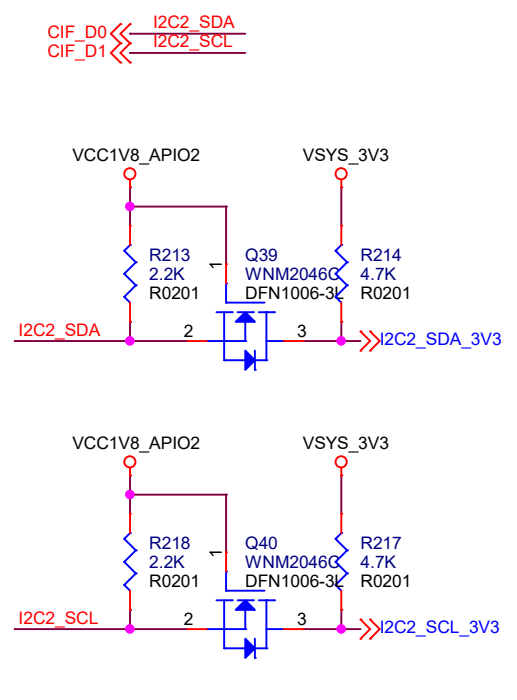 CIF_D0 I2C2_SDA
CIF_D1 I2C2_SCL
VCC1V8_APIO2 VSYS_3V3
R213 Q39 R214
2.2K WNM2046C 4.7K
R0201 DFN1006-3L R0201
1
I2C2_SDA 2 3 I2C2_SDA_3V3
VCC1V8_APIO2 VSYS_3V3
R218 Q40 R217
2.2K WNM2046C 4.7K
R0201 DFN1006-3L R0201
1
I2C2_SCL 2 3 I2C2_SCL_3V3